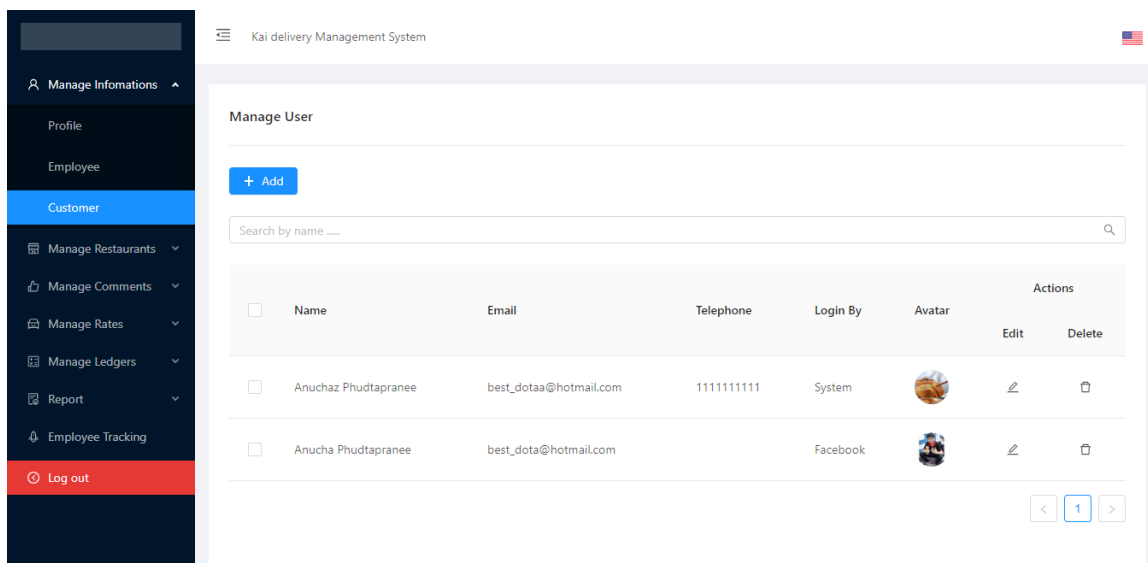 Kai delivery Management System
Manage Infomations
Profile
Employee
Customer
Manage Restaurants
Manage Comments
Manage Rates
Manage Ledgers
Report
Employee Tracking
Log out
Manage User
+ Add
Search by name .....
Actions
Name Email Telephone Login By Avatar
Edit Delete
Anuchaz Phudtapranee best_dotaa@hotmail.com 1111111111 System
Anucha Phudtapranee best_dota@hotmail.com Facebook
< 1 >